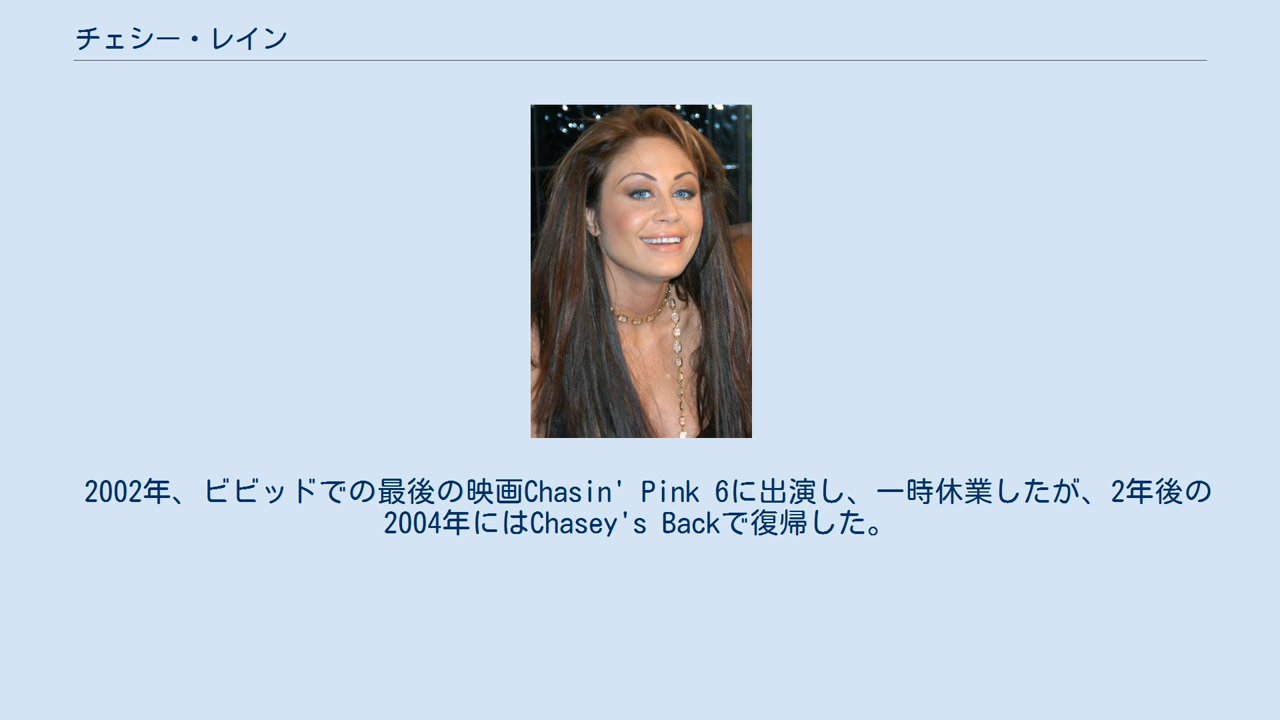 チェシー・レイン
2002年、ビビッドでの最後の映画Chasin' Pink 6に出演し、一時休業したが、2年後の
2004年にはChasey's Backで復帰した。